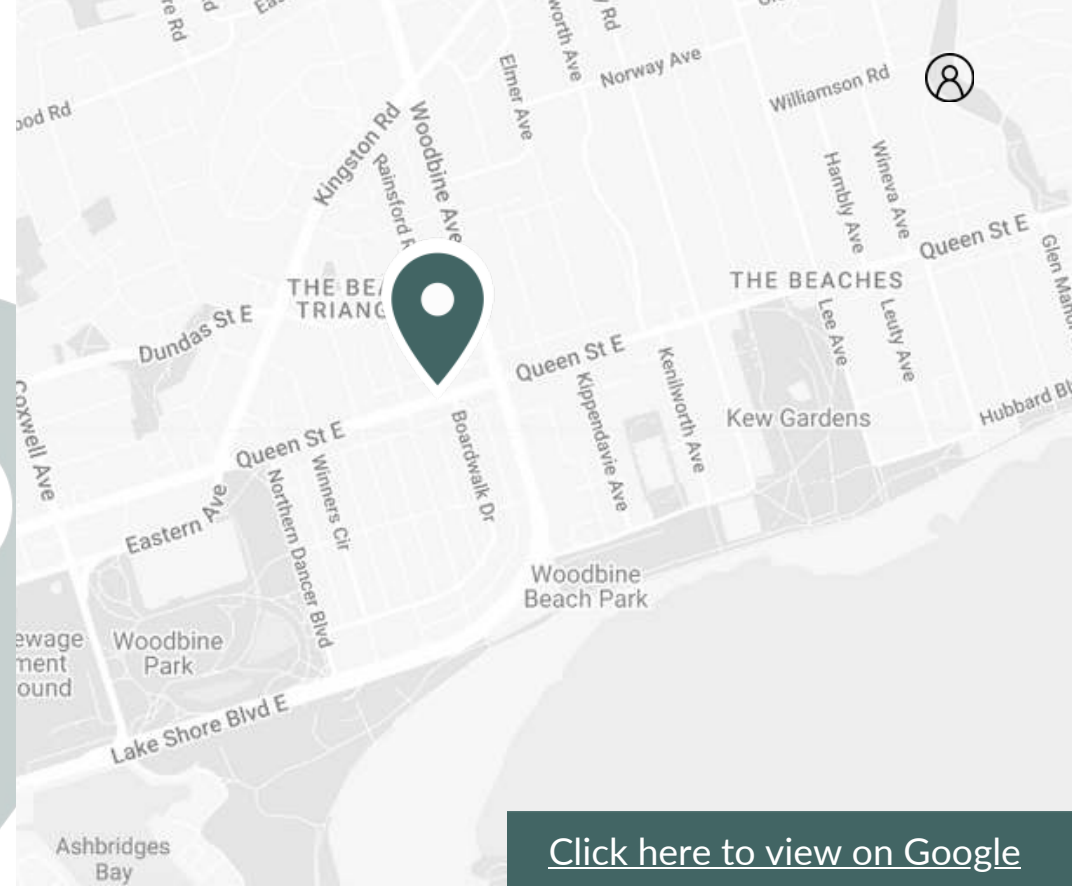 Norway Ave
Elmer Ave
Williamson Rd
Kingston Rd
Woodbine Ave
Rainsford
Hambly Ave
Wineva Ave
Queen St E
THE BEACHES
Dundas St E
Lee Ave
Leuty Ave
Queen St E
Kippendavie Ave
Kenilworth Ave
Kew Gardens
Coxwell Ave
Queen St E
Boardwalk Dr
Winners Cir
Northern Dancer Blvd
Eastern Ave
Woodbine
Beach Park
Woodbine
Park
Lake Shore Blvd E
Ashbridges
Bay
Click here to view on Google